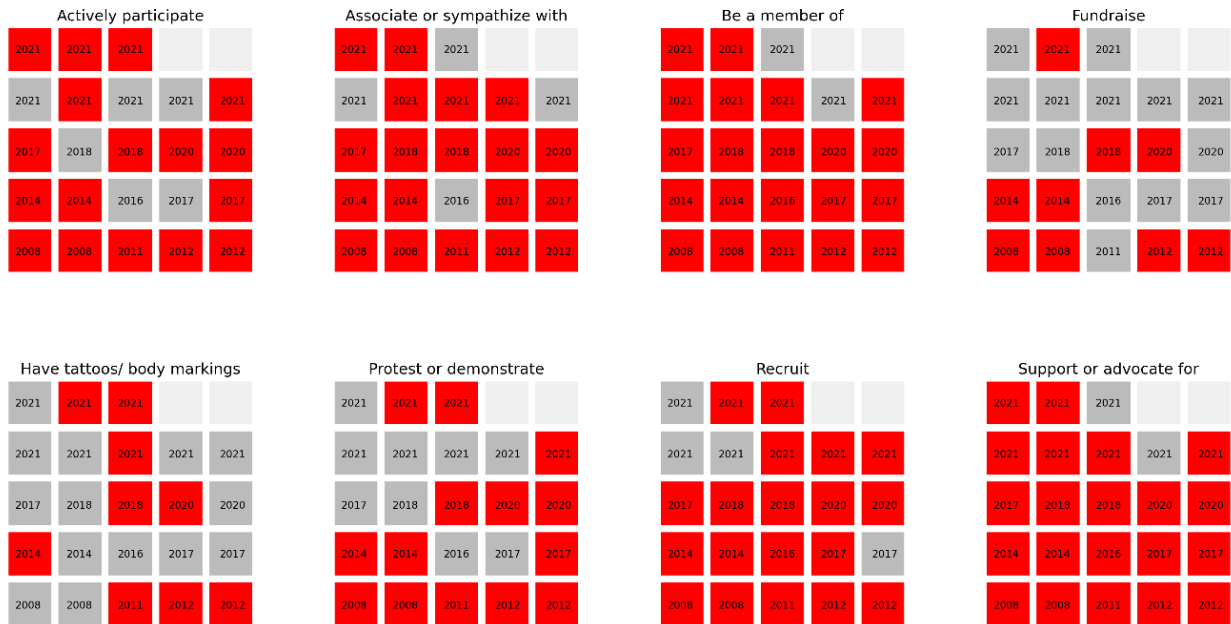 Actively participate
2021 2021 2021
2021 2021 2021 2021 2021
2017 2018 2018 2020 2020
2014 2014 2016 2017 2017
2008 2008 2011 2012 2012
Associate or sympathize with
2021 2021 2021
2021 2021 2021 2021 2021
2017 2018 2018 2020 2020
2014 2014 2016 2017 2017
2008 2008 2011 2012 2012
Be a member of
2021 2021 2021
2021 2021 2021 2021 2021
2017 2018 2018 2020 2020
2014 2014 2016 2017 2017
2008 2008 2011 2012 2012
Fundraise
2021 2021 2021
2021 2021 2021 2021 2021
2017 2018 2018 2020 2020
2014 2014 2016 2017 2017
2008 2008 2011 2012 2012
Have tattoos/ body markings
2021 2021 2021
2021 2021 2021 2021 2021
2017 2018 2018 2020 2020
2014 2014 2016 2017 2017
2008 2008 2011 2012 2012
Protest or demonstrate
2021 2021 2021
2021 2021 2021 2021 2021
2017 2018 2018 2020 2020
2014 2014 2016 2017 2017
2008 2008 2011 2012 2012
Recruit
2021 2021 2021
2021 2021 2021 2021 2021
2017 2018 2018 2020 2020
2014 2014 2016 2017 2017
2008 2008 2011 2012 2012
Support or advocate for
2021 2021 2021
2021 2021 2021 2021 2021
2017 2018 2018 2020 2020
2014 2014 2016 2017 2017
2008 2008 2011 2012 2012